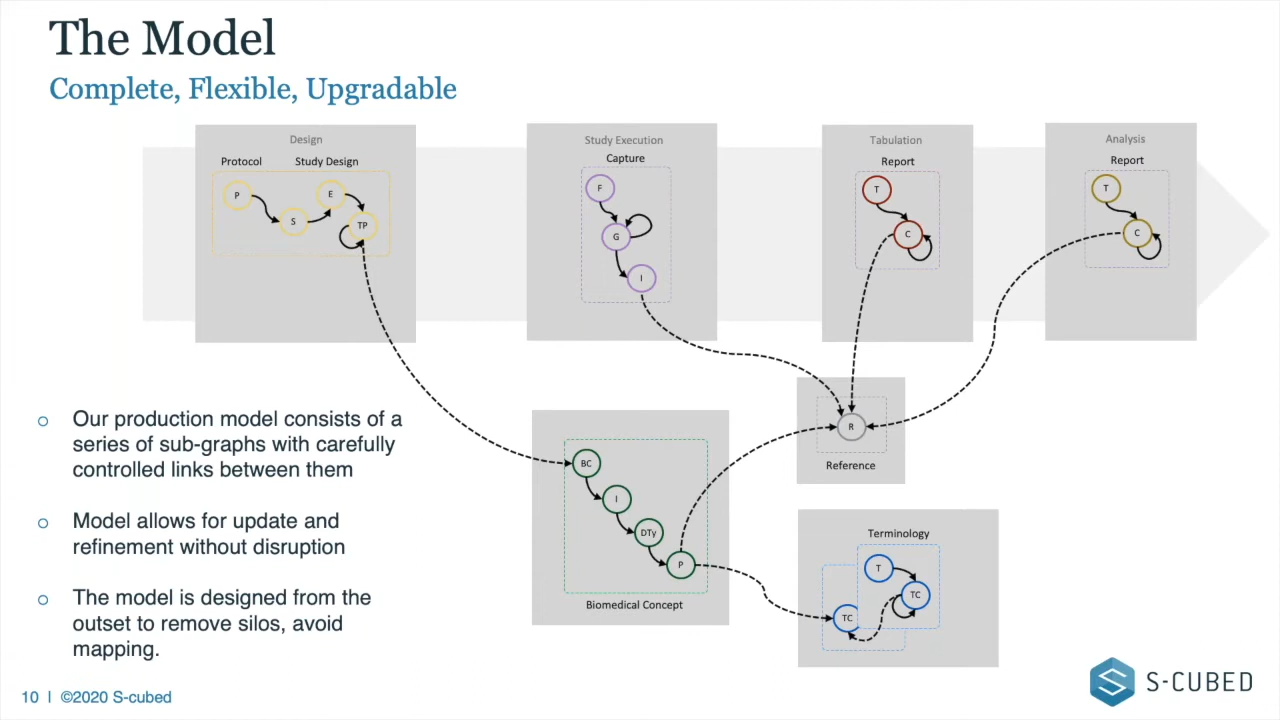 The Model
Complete, Flexible, Upgradable
Design
Protocol
Study Design
P
S
E
TP
Study Execution
Capture
F
G
I
Tabulation
Report
T
C
Analysis
Report
T
C
R
Reference
BC
I
DTy
P
Biomedical Concept
Terminology
T
TC
TC
Our production model consists of a
series of sub-graphs with carefully
controlled links between them
Model allows for update and
refinement without disruption
The model is designed from the
outset to remove silos, avoid
mapping.
10 | ©2020 S-cubed
S-CUBED